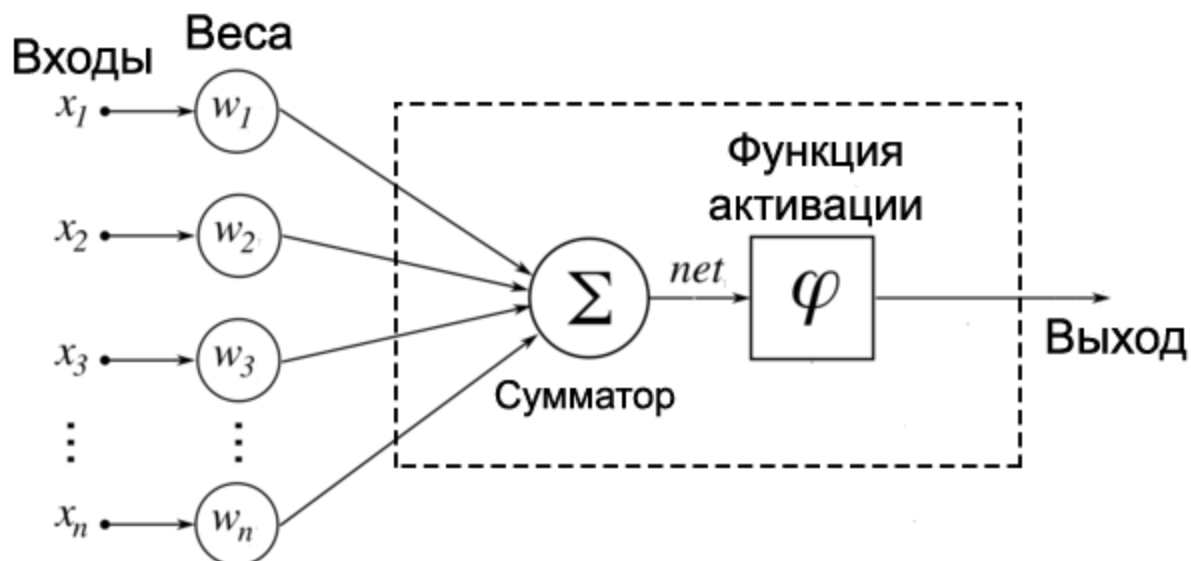 Входы
Веса
x1
w1
x2
w2
x3
w3
⋮
⋮
xn
wn
Σ
Сумматор
net
Функция
активации
φ
Выход